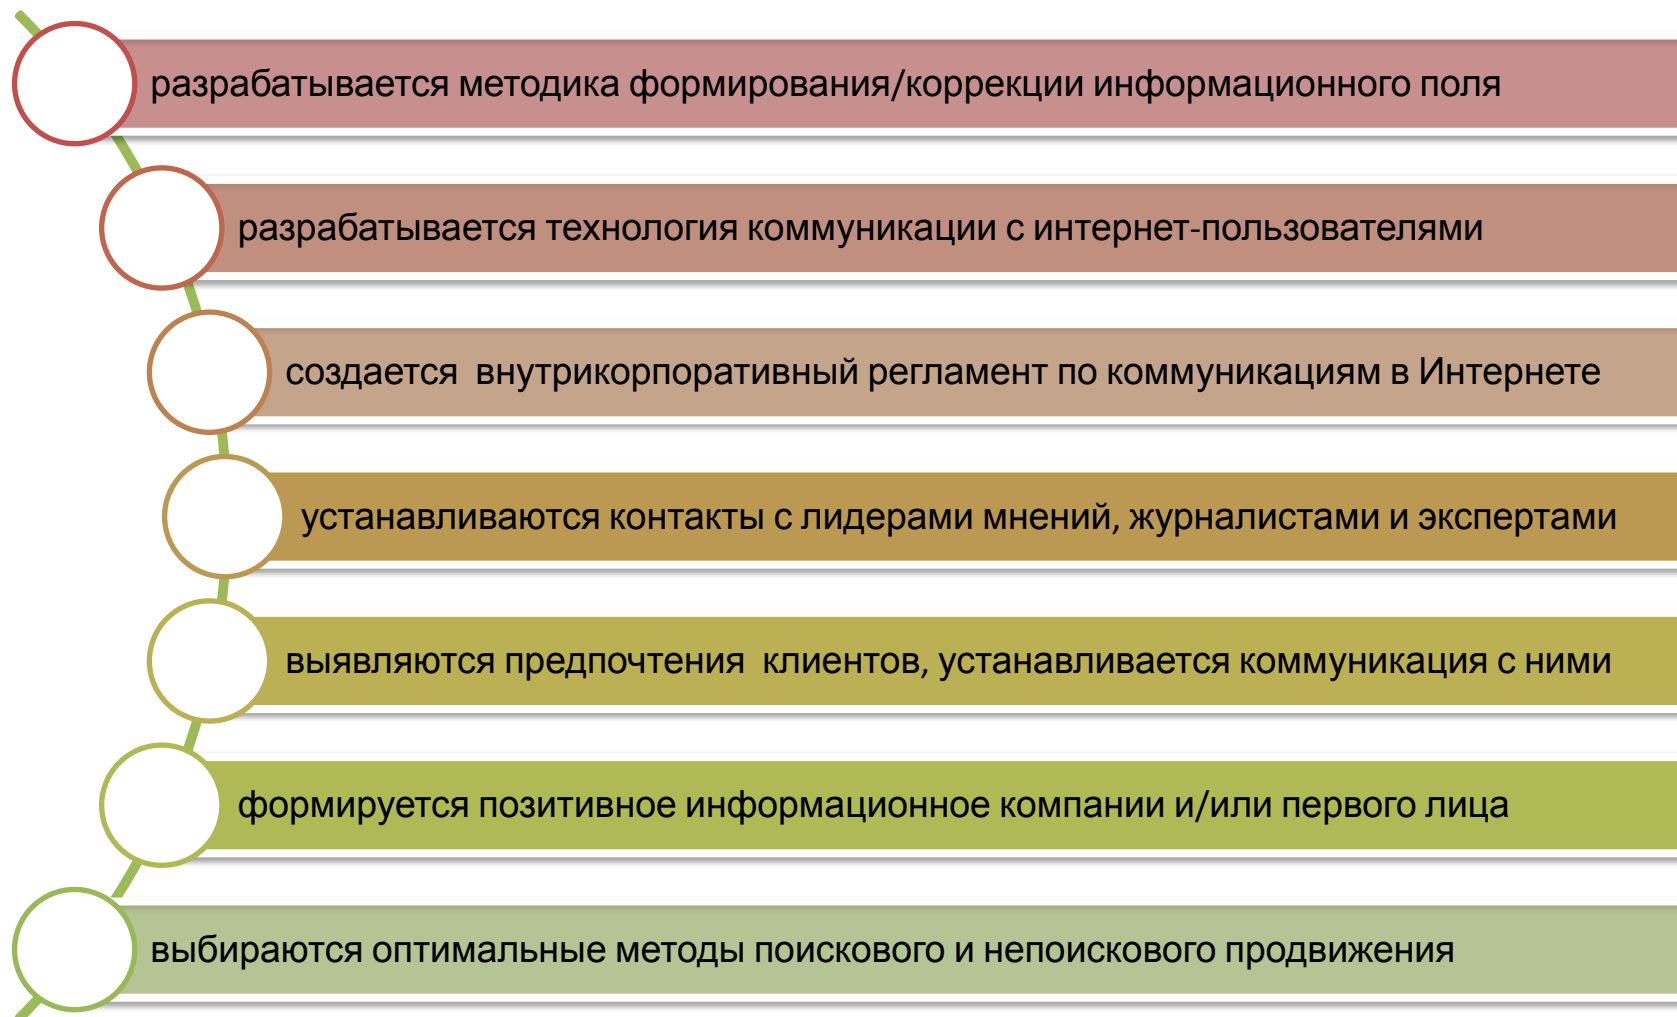 разрабатывается методика формирования/коррекции информационного поля
разрабатывается технология коммуникации с интернет-пользователями
создается  внутрикорпоративный регламент по коммуникациям в Интернете
устанавливаются контакты с лидерами мнений, журналистами и экспертами
выявляются предпочтения  клиентов, устанавливается коммуникация с ними
формируется позитивное информационное компании и/или первого лица
выбираются оптимальные методы поискового и непоискового продвижения